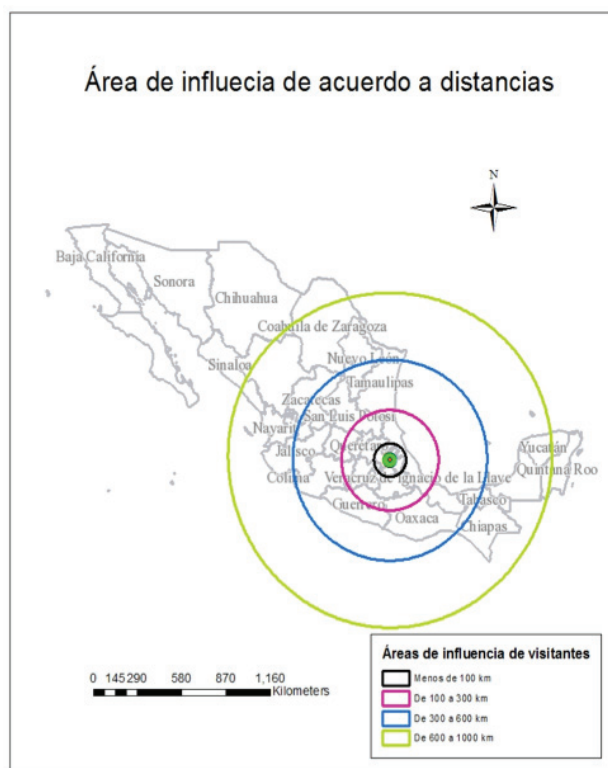 Área de influecia de acuerdo a distancias
N
Baja California
Sonora
Chihuahua
Coahuila de Zaragoza
Sinaloa
Nuevo León
Tamaulipas
Zacatecas
San Luis Potosí
Nayarit
Jalisco
Querétaro
Yucatán
Quintana Roo
Colima
Veracruz de Ignacio de la Llave
Tabasco
Guerrero
Oaxaca
Chiapas
0 145 290 580 870 1,160
Kilometers
Áreas de influencia de visitantes
Menos de 100 km
De 100 a 300 km
De 300 a 600 km
De 600 a 1000 km